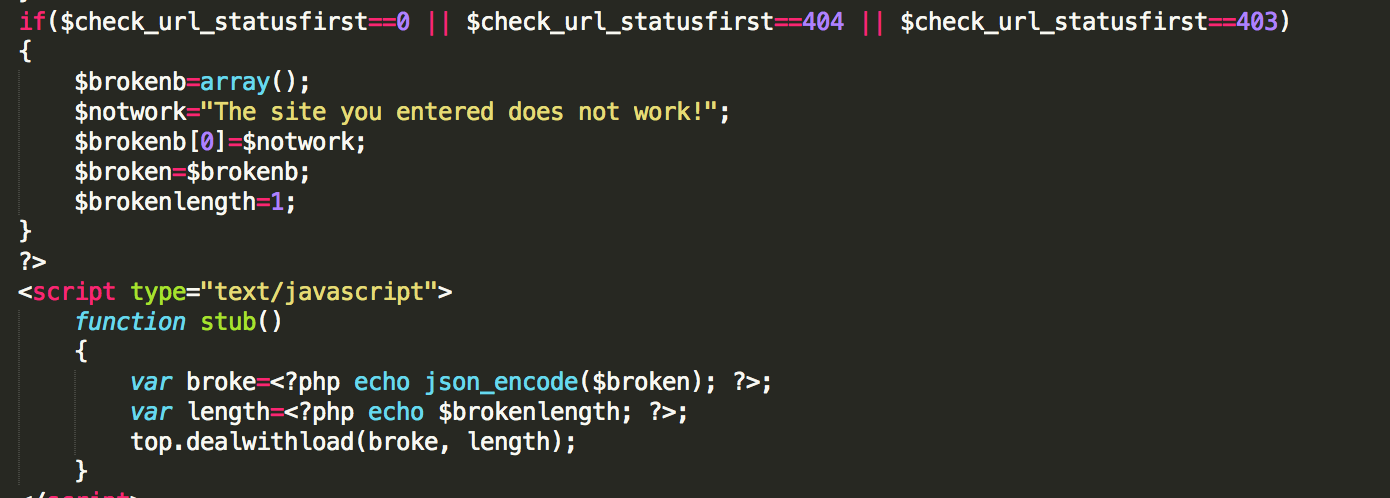 if($check_url_statusfirst==0 || $check_url_statusfirst==404 || $check_url_statusfirst==403)
{
    $brokenb=array();
    $notwork="The site you entered does not work!";
    $brokenb[0]=$notwork;
    $broken=$brokenb;
    $brokenlength=1;
}
?>
<script type="text/javascript">
    function stub()
    {
        var broke=<?php echo json_encode($broken); ?>;
        var length=<?php echo $brokenlength; ?>;
        top.dealwithload(broke, length);
    }